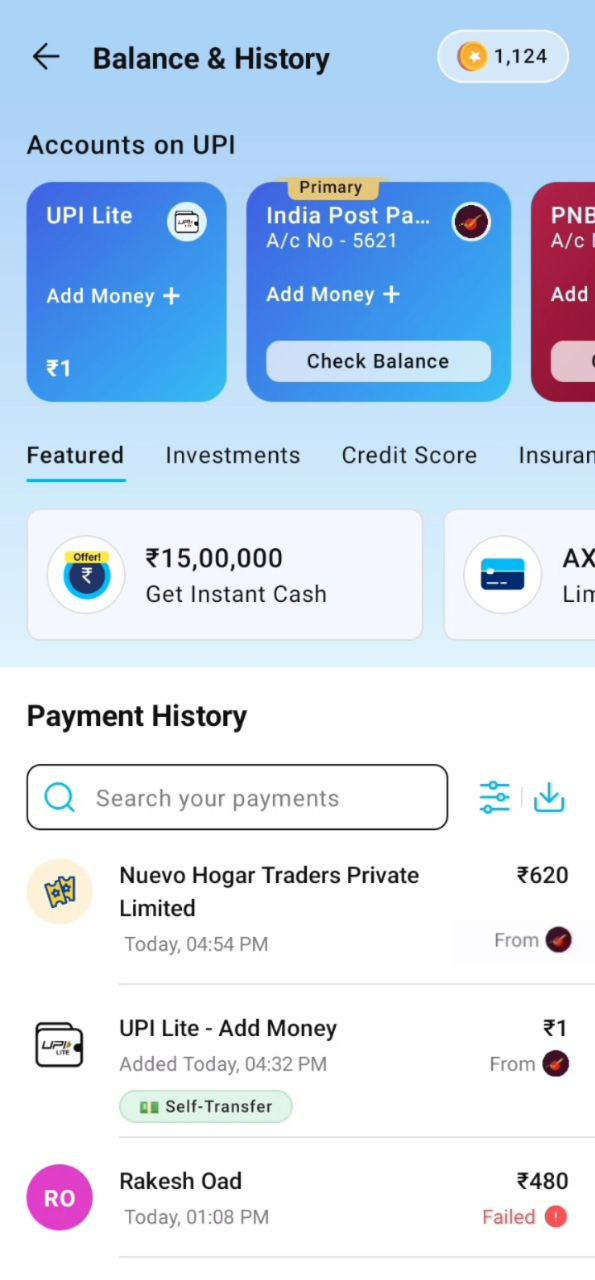 Balance & History
1,124
Accounts on UPI
UPI Lite
Add Money +
₹1
Primary
India Post Pa...
A/c No - 5621
Add Money +
Check Balance
PNB
A/c
Add
Featured
Investments
Credit Score
Insuran
Offer!
₹
₹15,00,000
Get Instant Cash
AX
Lim
Payment History
Search your payments
Nuevo Hogar Traders Private
Limited
₹620
Today, 04:54 PM
From
UPI LITE
UPI Lite - Add Money
₹1
Added Today, 04:32 PM
From
Self-Transfer
RO
Rakesh Oad
₹480
Today, 01:08 PM
Failed !